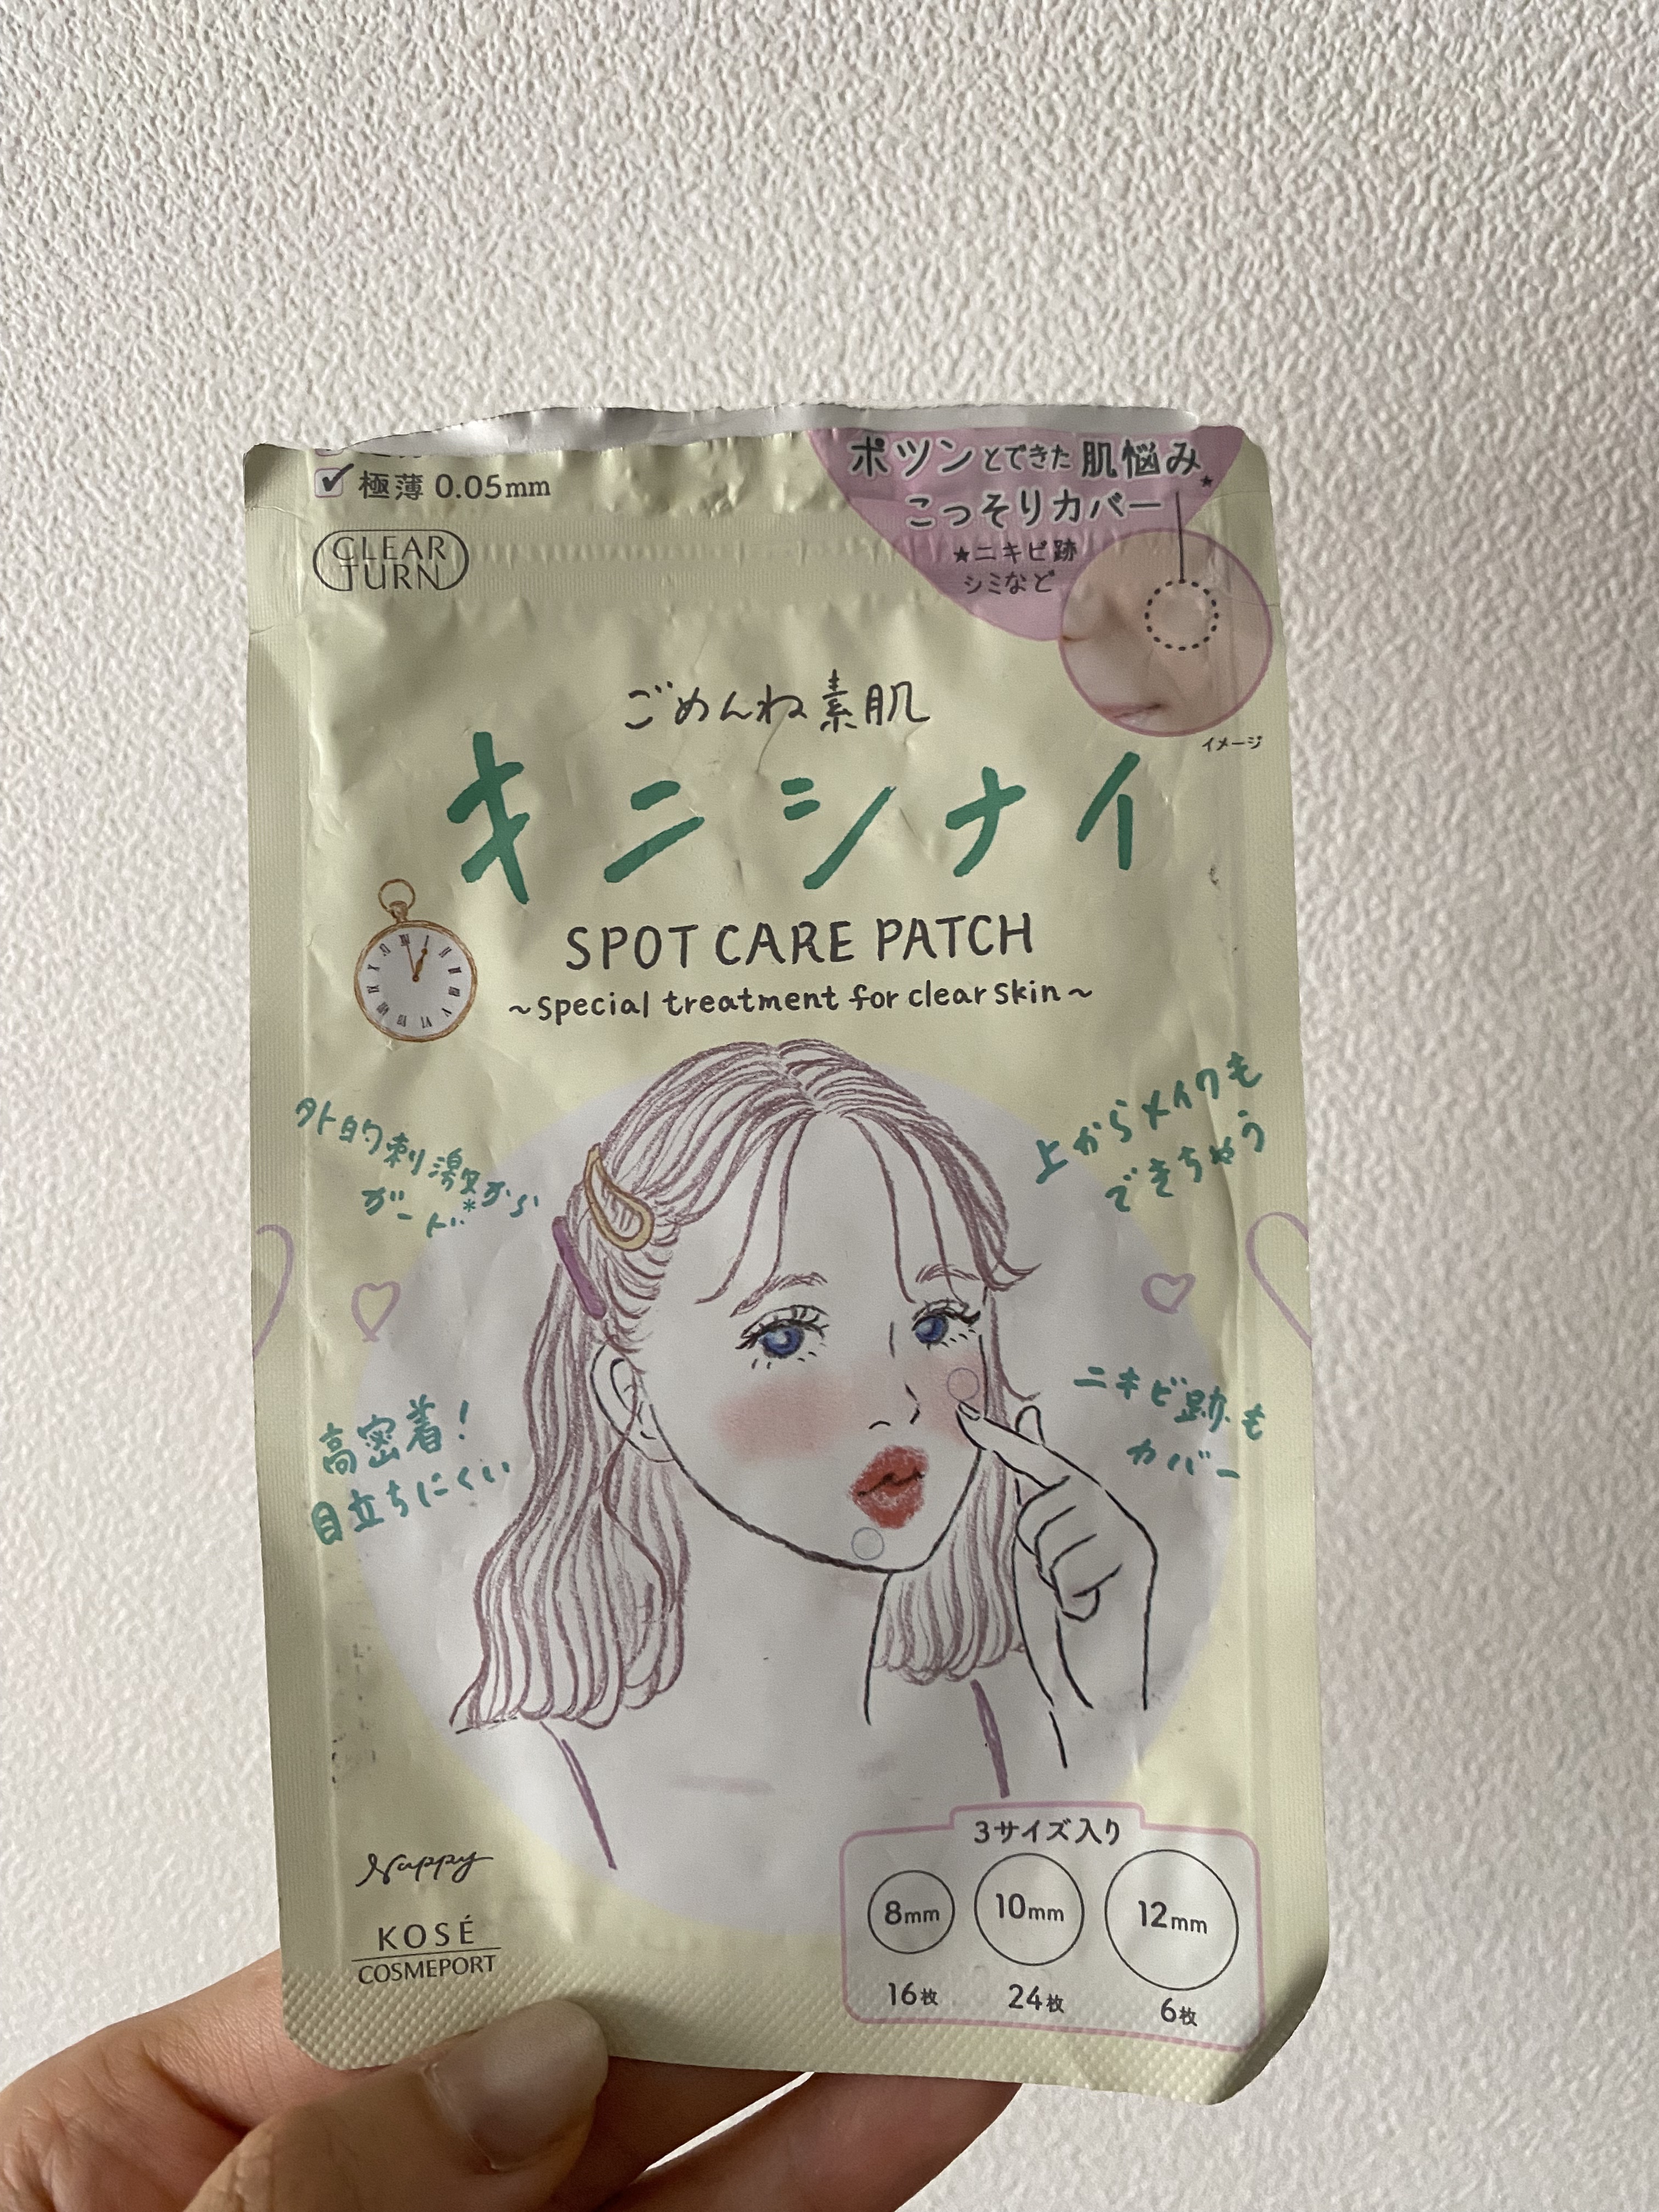 極薄 0.05mm
CLEAR
TURN
ポツンとできた肌悩み★
こっそりカバー
★ニキビ跡
シミなど
イメージ
ごめんね素肌
キニシナイ
SPOT CARE PATCH
~special treatment for clear skin~
外的刺激から
ガード*
上からメイクも
できちゃう
高密着！
目立ちにくい
ニキビ跡も
カバー
Nappy
KOSÉ
COSMEPORT
3サイズ入り
8mm 10mm 12mm
16枚 24枚 6枚